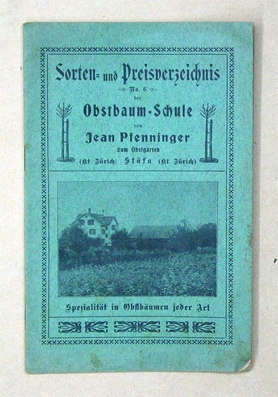 Sorten- und Preisverzeichnis
No. 6
der
Obstbaum-Schule
von
Jean Pfenninger
zum Obstgarten
(Kt. Zürich) Stäfa (Kt. Zürich)
Spezialität in Obstbäumen jeder Art